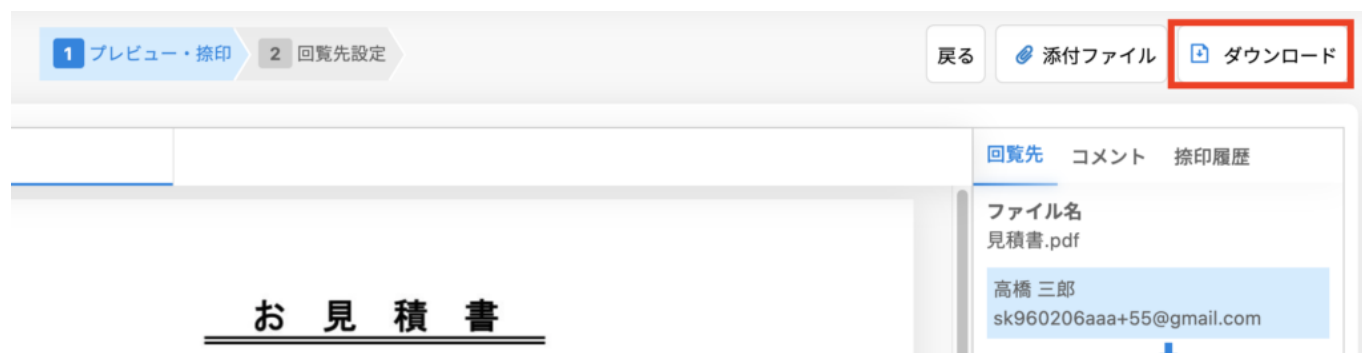 1 プレビュー・捺印 2 回覧先設定 戻る 添付ファイル ダウンロード
回覧先 コメント 捺印履歴
ファイル名
見積書.pdf
高橋 三郎
sk960206aaa+55@gmail.com
お 見 積 書